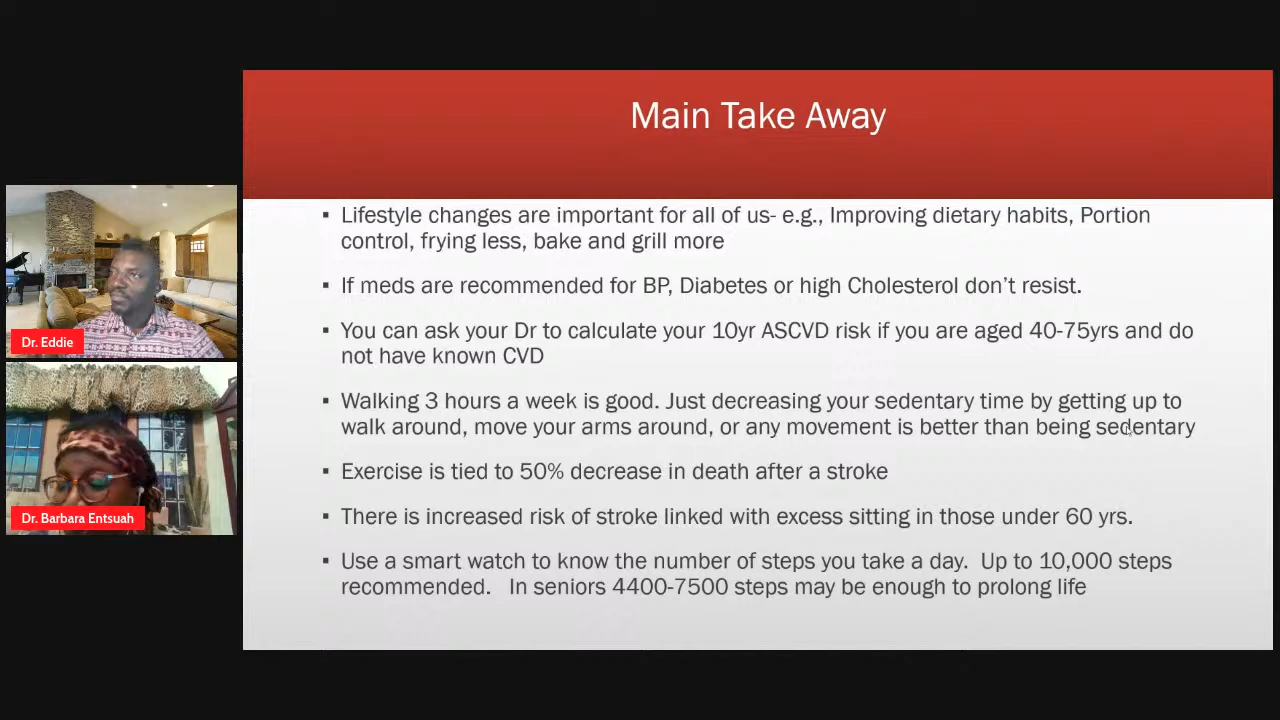 Main Take Away
▪ Lifestyle changes are important for all of us- e.g., Improving dietary habits, Portion
control, frying less, bake and grill more
▪ If meds are recommended for BP, Diabetes or high Cholesterol don’t resist.
▪ You can ask your Dr to calculate your 10yr ASCVD risk if you are aged 40-75yrs and do
not have known CVD
▪ Walking 3 hours a week is good. Just decreasing your sedentary time by getting up to
walk around, move your arms around, or any movement is better than being sedentary
▪ Exercise is tied to 50% decrease in death after a stroke
▪ There is increased risk of stroke linked with excess sitting in those under 60 yrs.
▪ Use a smart watch to know the number of steps you take a day.  Up to 10,000 steps
recommended.   In seniors 4400-7500 steps may be enough to prolong life
Dr. Eddie
Dr. Barbara Entsuah